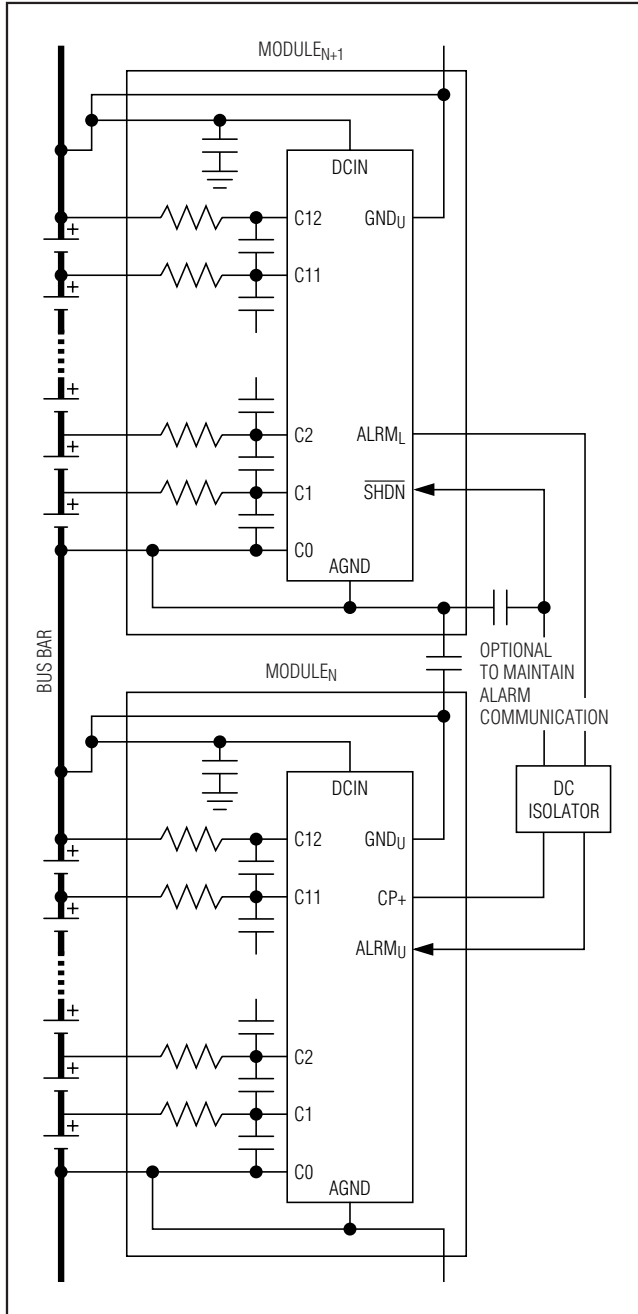 MODULEN+1
DCIN
+
C12
GNDU
+
C11
+
C2
ALRML
+
C1
SHDN
C0
AGND
BUS BAR
OPTIONAL
TO MAINTAIN
ALARM
COMMUNICATION
MODULEN
DC
ISOLATOR
DCIN
C12
GNDU
+
C11
CP+
+
ALRMU
+
C2
+
C1
C0
AGND